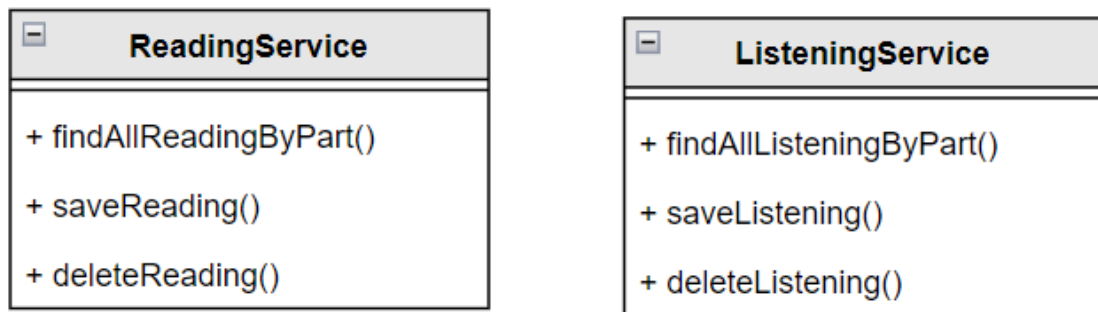 ReadingService
+ findAllReadingByPart()
+ saveReading()
+ deleteReading()
ListeningService
+ findAllListeningByPart()
+ saveListening()
+ deleteListening()